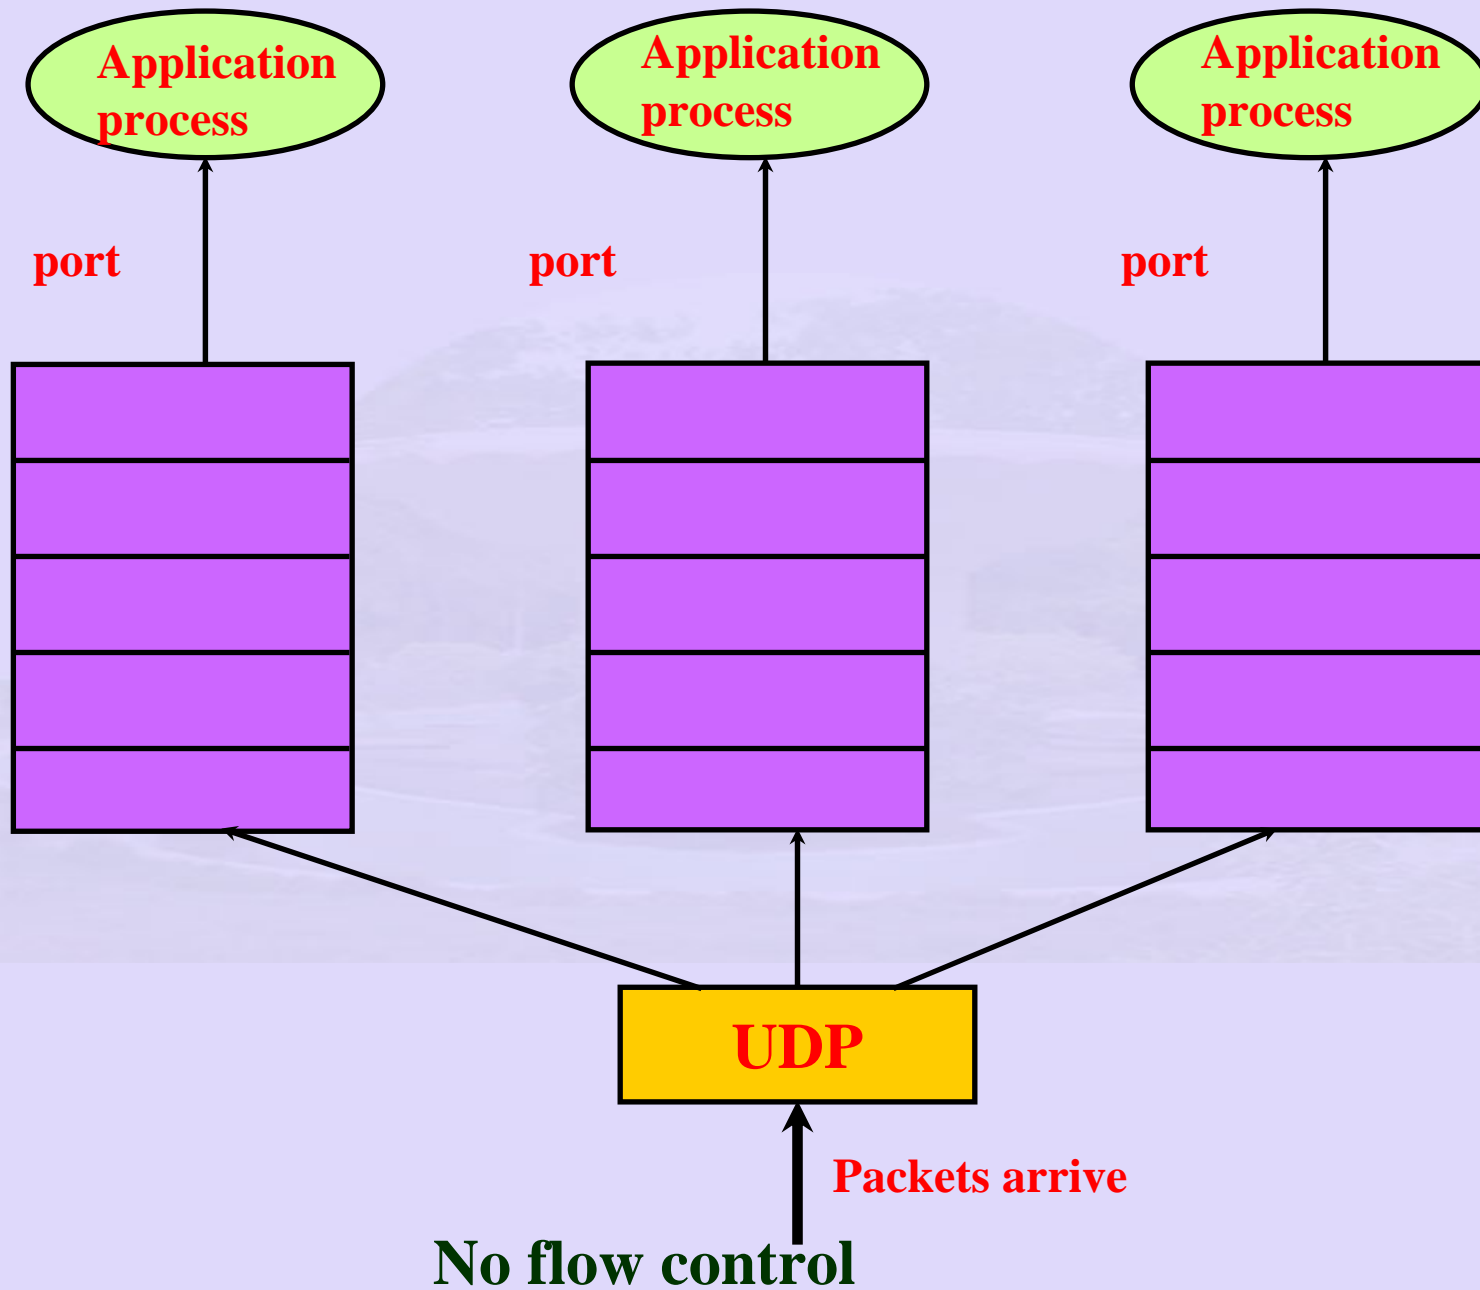 Application
process
Application
process
Application
process
port
port
port
UDP
Packets arrive
No flow control